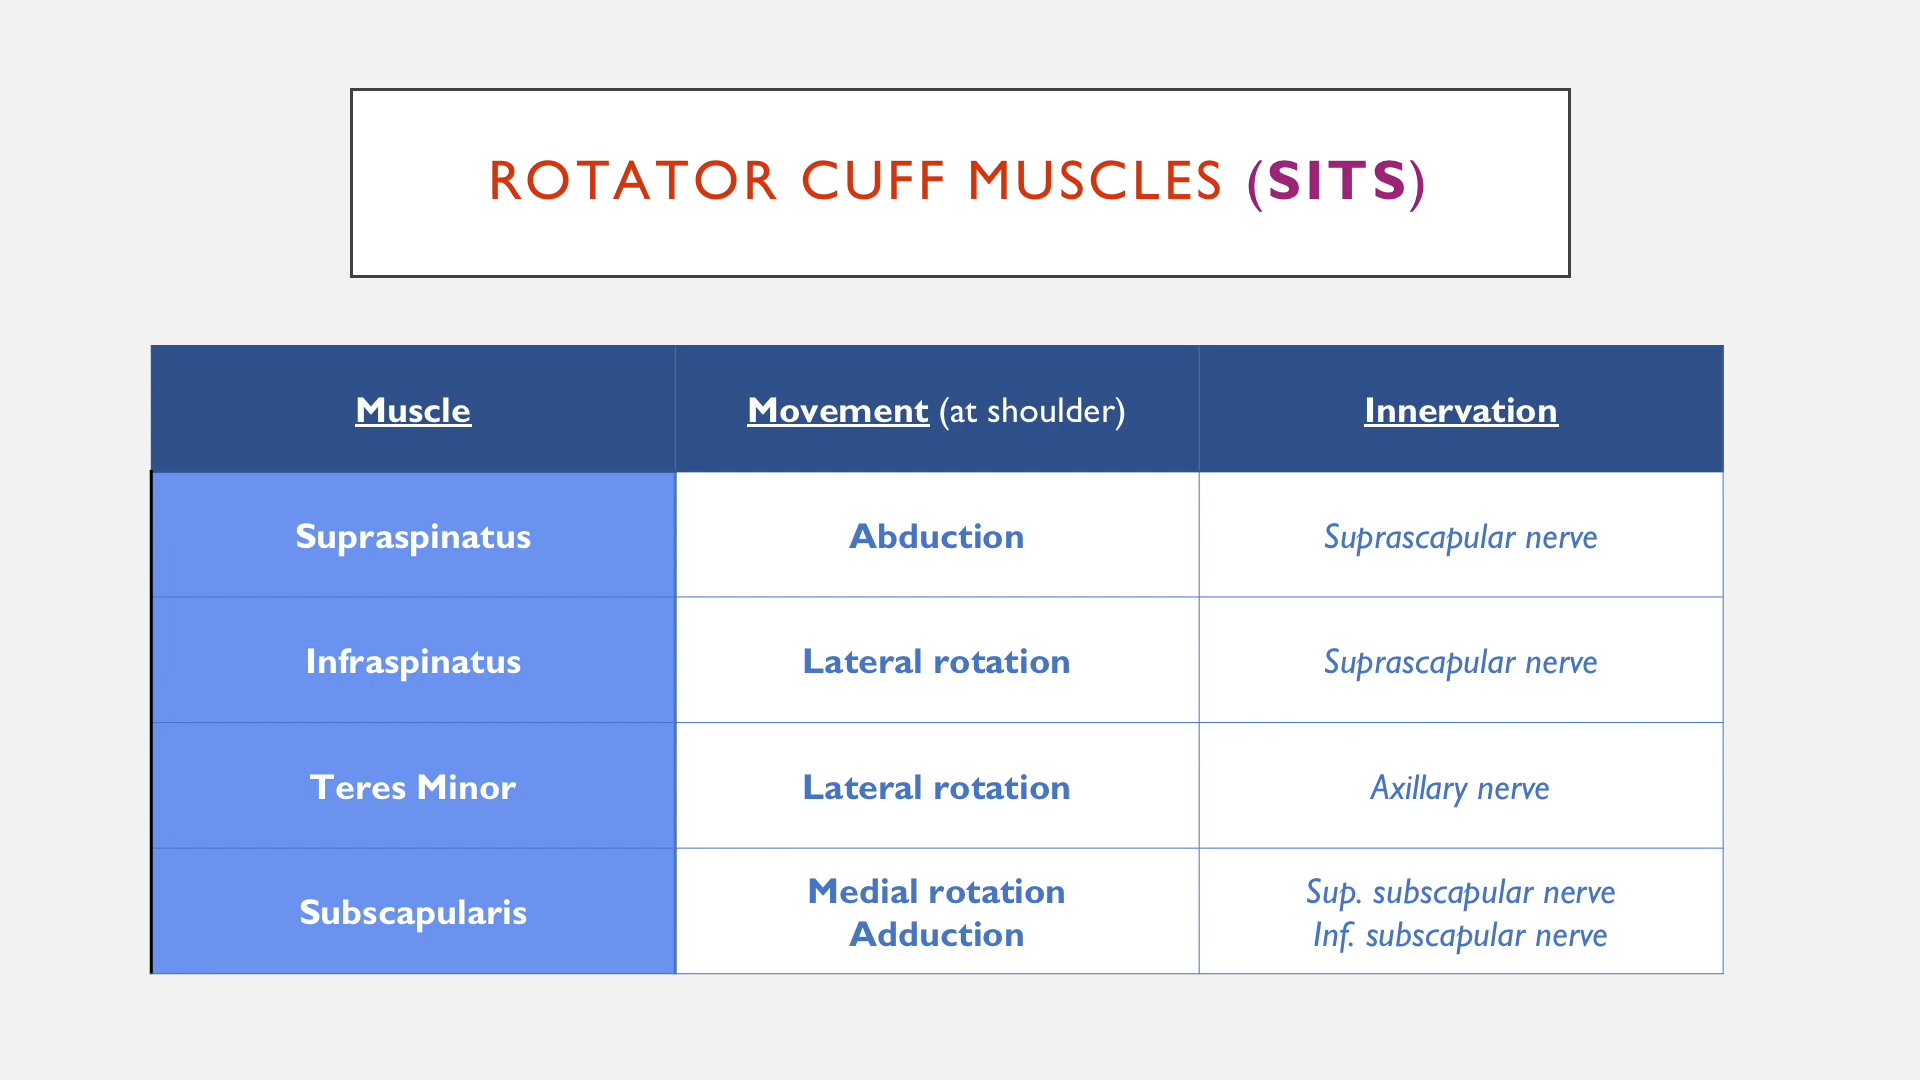 ROTATOR CUFF MUSCLES (SITS)
Muscle Movement (at shoulder) Innervation
Supraspinatus Abduction Suprascapular nerve
Infraspinatus Lateral rotation Suprascapular nerve
Teres Minor Lateral rotation Axillary nerve
Subscapularis
Medial rotation
Adduction
Sup. subscapular nerve
Inf. subscapular nerve